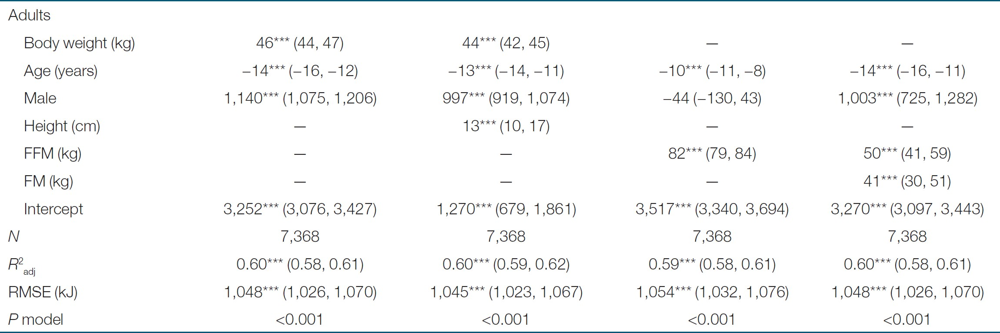 Adults
Body weight (kg) 46*** (44, 47) 44*** (42, 45) — —
Age (years) –14*** (–16, –12) –13*** (–14, –11) –10*** (–11, –8) –14*** (–16, –11)
Male 1,140*** (1,075, 1,206) 997*** (919, 1,074) –44 (–130, 43) 1,003*** (725, 1,282)
Height (cm) — 13*** (10, 17) — —
FFM (kg) — — 82*** (79, 84) 50*** (41, 59)
FM (kg) — — — 41*** (30, 51)
Intercept 3,252*** (3,076, 3,427) 1,270*** (679, 1,861) 3,517*** (3,340, 3,694) 3,270*** (3,097, 3,443)
N 7,368 7,368 7,368 7,368
R²adj 0.60*** (0.58, 0.61) 0.60*** (0.59, 0.62) 0.59*** (0.58, 0.61) 0.60*** (0.58, 0.61)
RMSE (kJ) 1,048*** (1,026, 1,070) 1,045*** (1,023, 1,067) 1,054*** (1,032, 1,076) 1,048*** (1,026, 1,070)
P model <0.001 <0.001 <0.001 <0.001